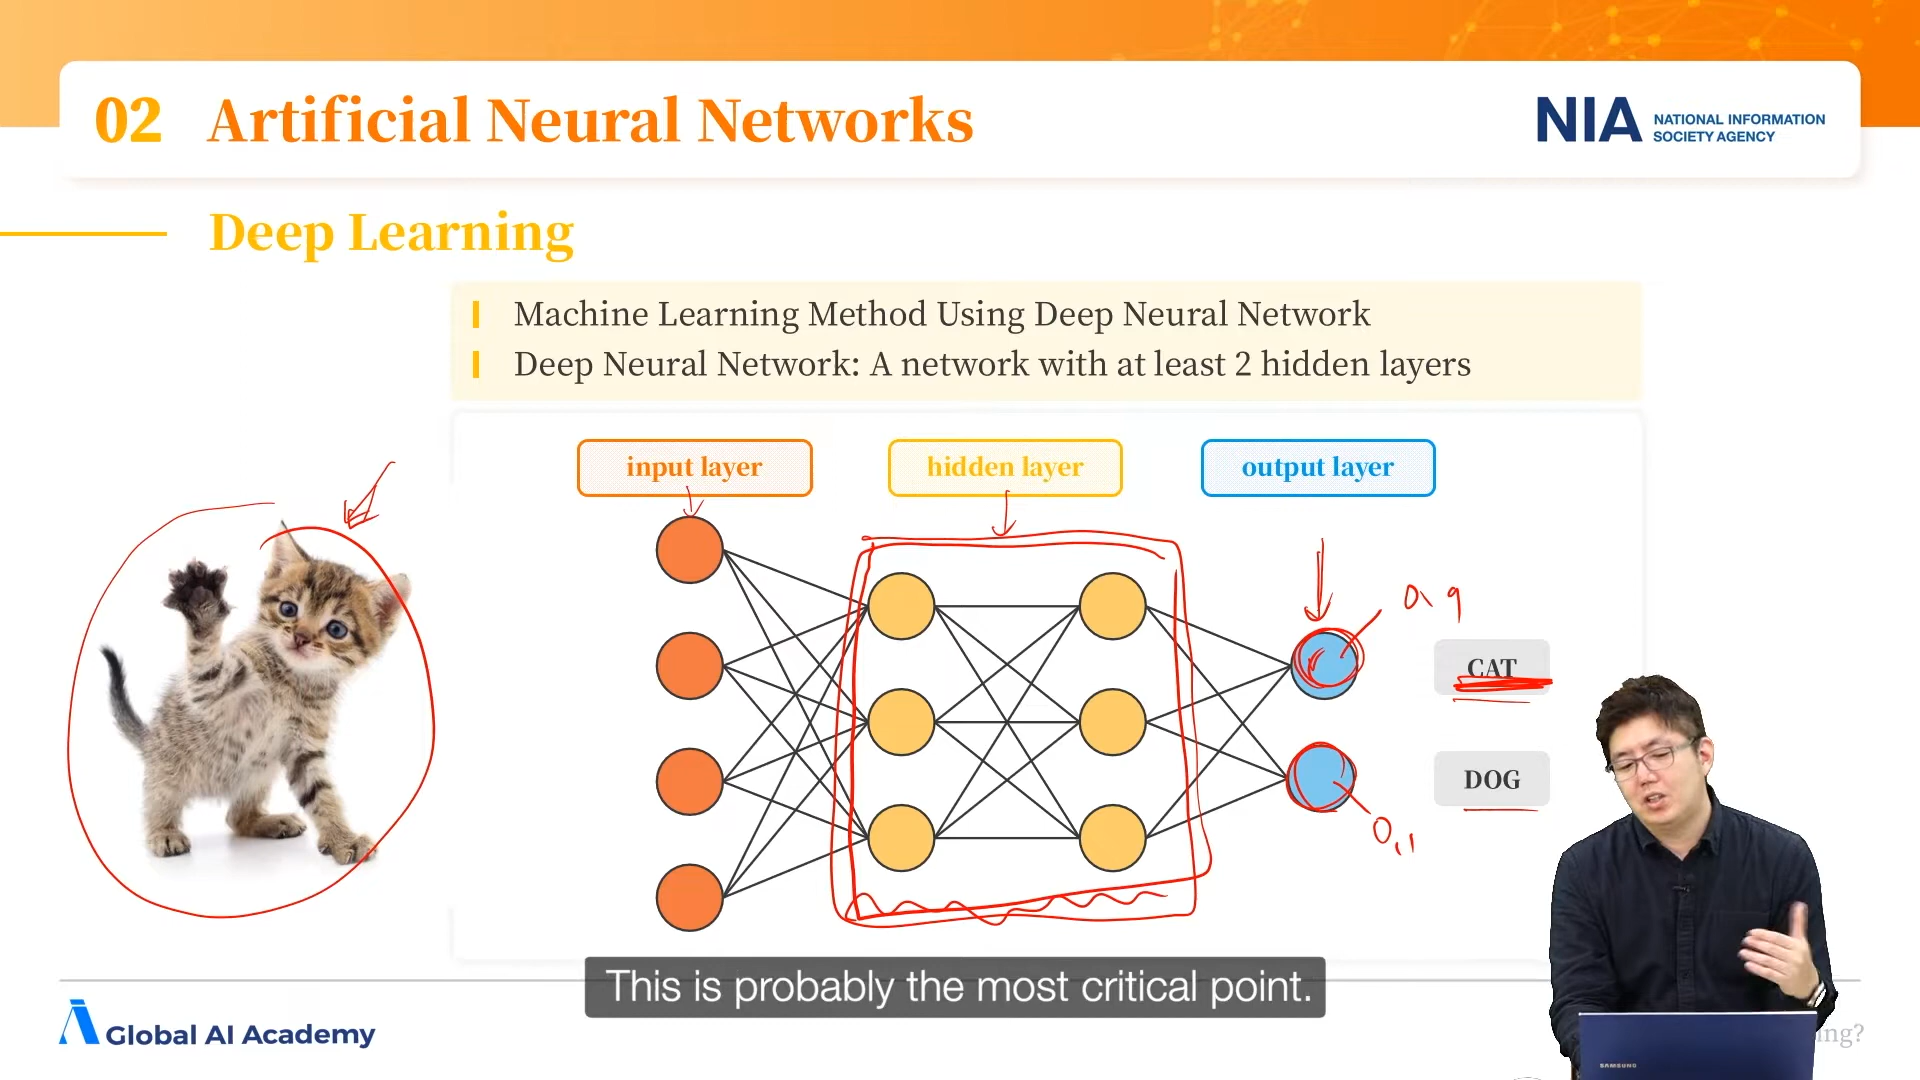 02 Artificial Neural Networks
NIA NATIONAL INFORMATION
SOCIETY AGENCY
Deep Learning
Machine Learning Method Using Deep Neural Network
Deep Neural Network: A network with at least 2 hidden layers
input layer
hidden layer
output layer
0.9
CAT
DOG
0.1
This is probably the most critical point.
Global AI Academy
ing?
SAMSUNG